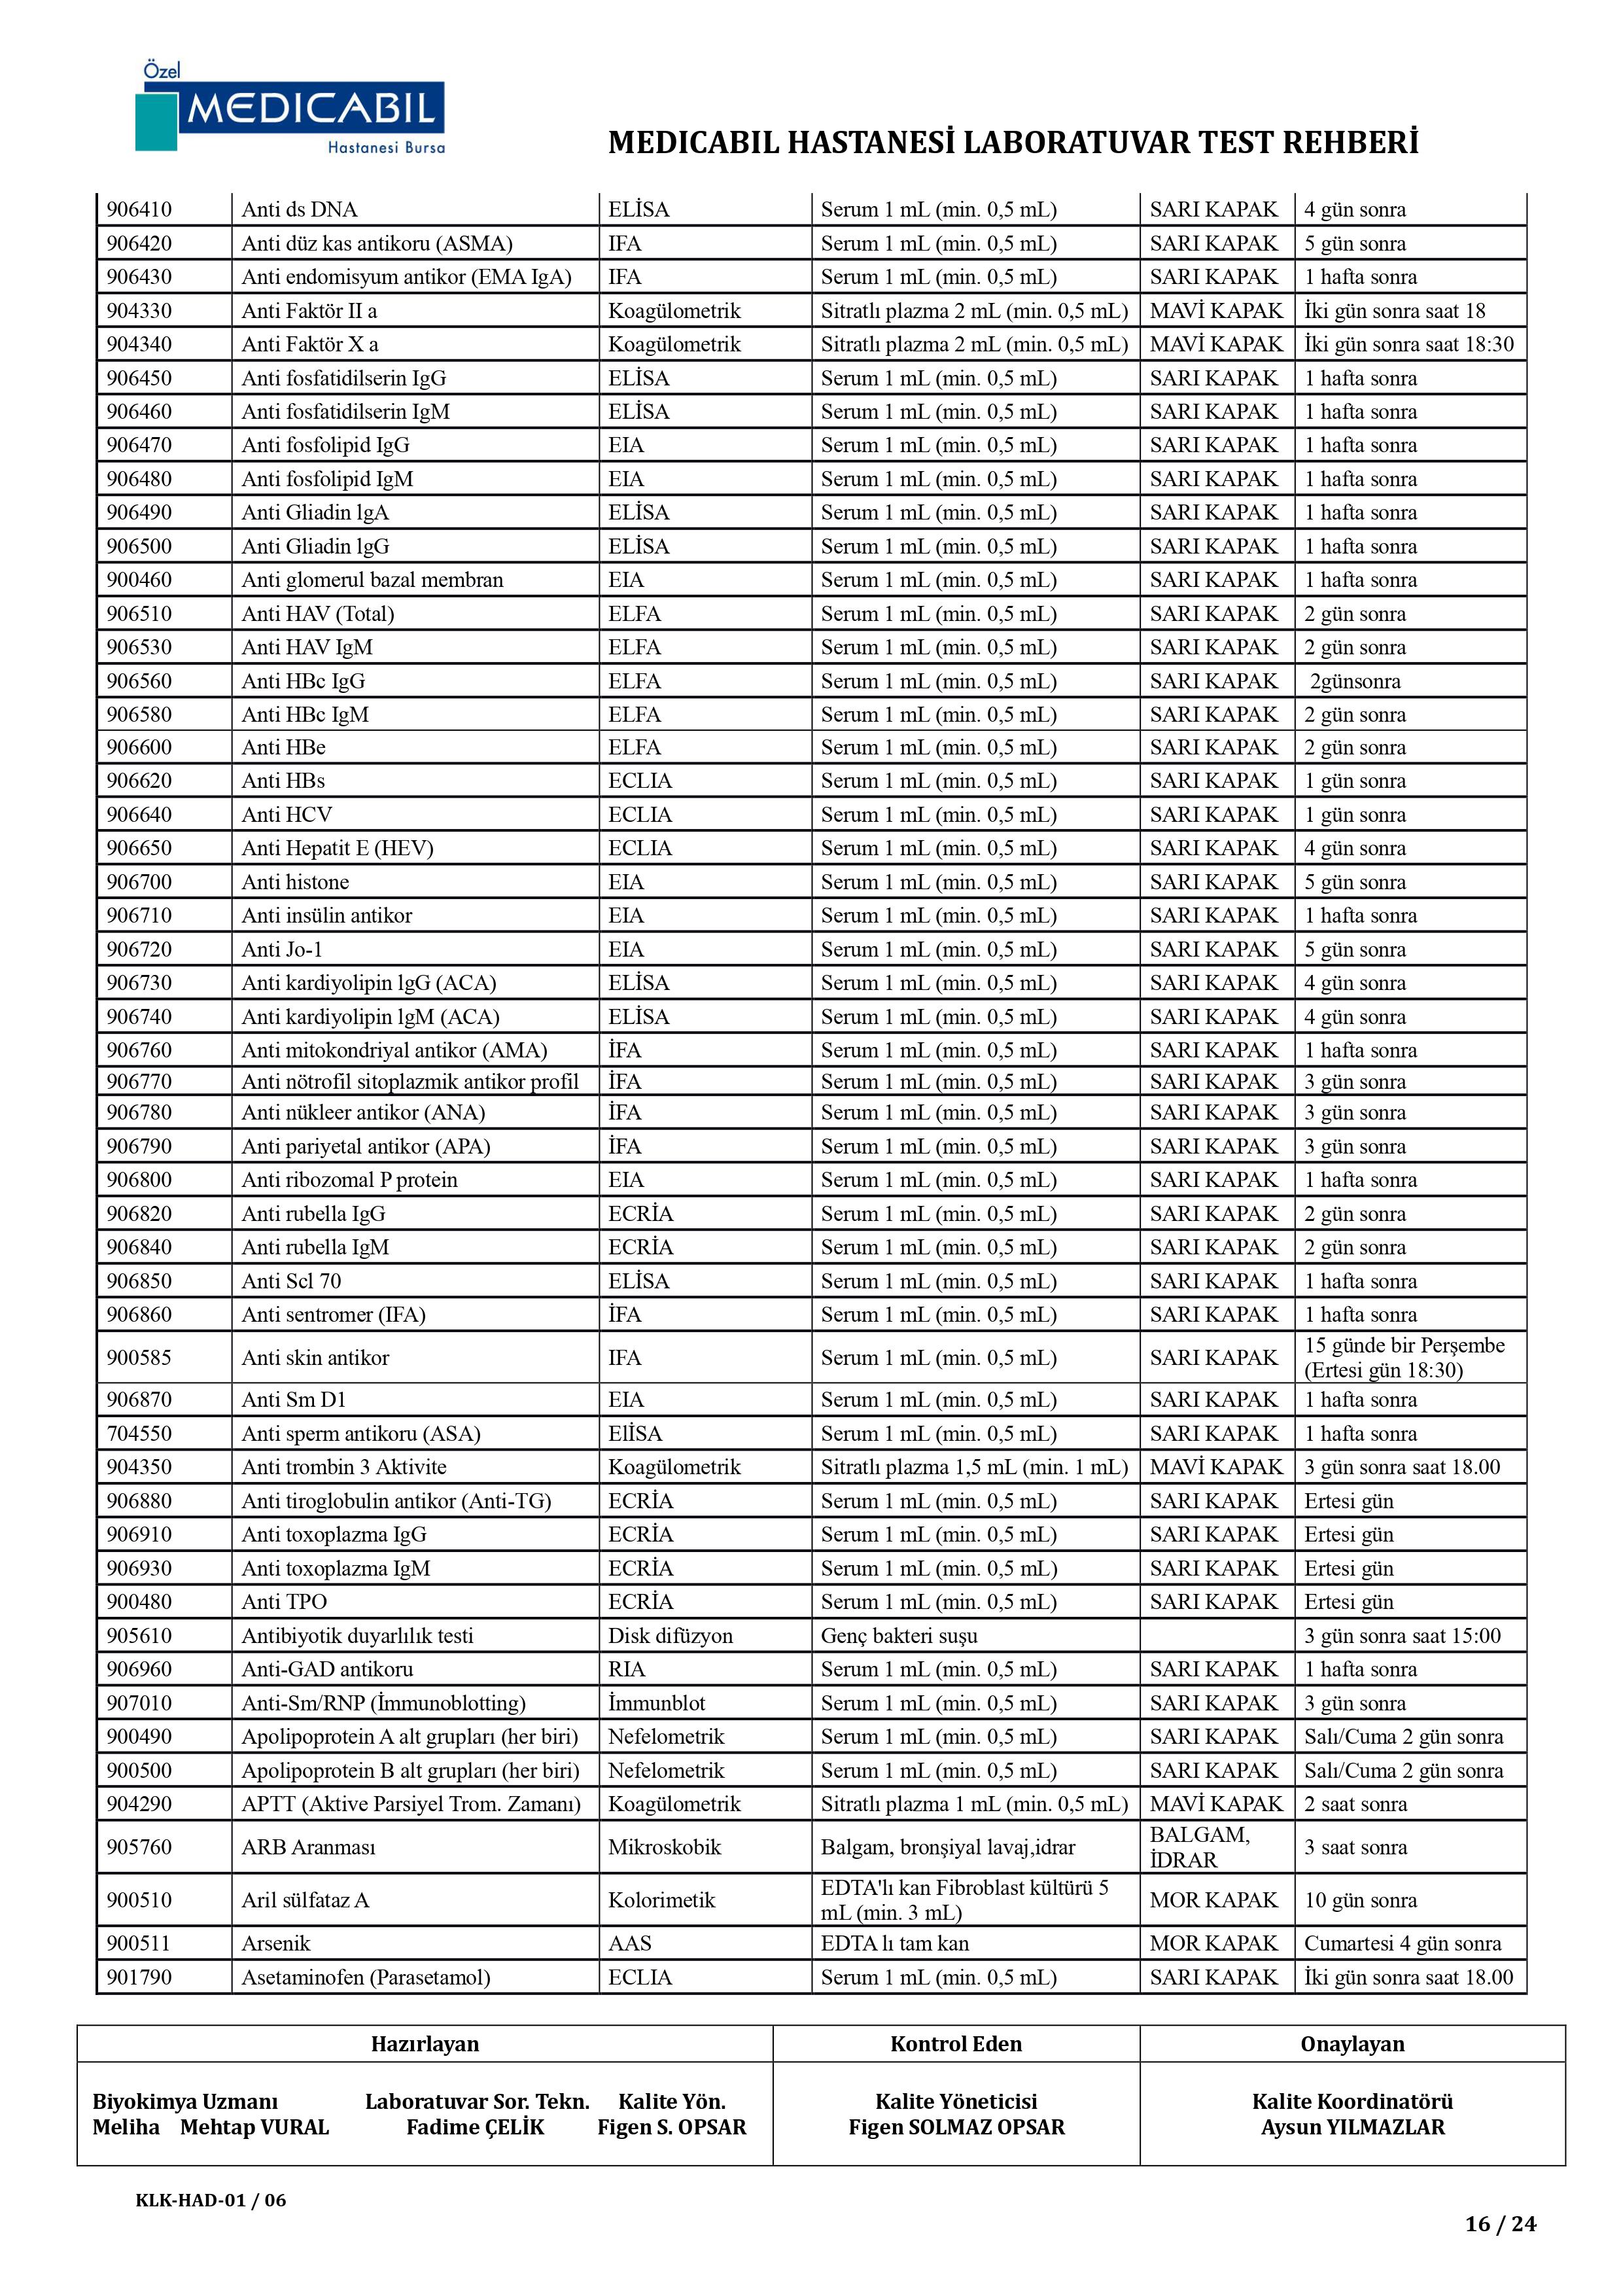 Özel
MEDICABIL
Hastanesi Bursa
MEDICABIL HASTANESİ LABORATUVAR TEST REHBERİ
906410 Anti ds DNA ELİSA Serum 1 mL (min. 0,5 mL) SARI KAPAK 4 gün sonra
906420 Anti düz kas antikoru (ASMA) IFA Serum 1 mL (min. 0,5 mL) SARI KAPAK 5 gün sonra
906430 Anti endomisyum antikor (EMA IgA) IFA Serum 1 mL (min. 0,5 mL) SARI KAPAK 1 hafta sonra
904330 Anti Faktör II a Koagülometrik Sitratlı plazma 2 mL (min. 0,5 mL) MAVİ KAPAK İki gün sonra saat 18
904340 Anti Faktör X a Koagülometrik Sitratlı plazma 2 mL (min. 0,5 mL) MAVİ KAPAK İki gün sonra saat 18:30
906450 Anti fosfatidilserin IgG ELİSA Serum 1 mL (min. 0,5 mL) SARI KAPAK 1 hafta sonra
906460 Anti fosfatidilserin IgM ELİSA Serum 1 mL (min. 0,5 mL) SARI KAPAK 1 hafta sonra
906470 Anti fosfolipid IgG EIA Serum 1 mL (min. 0,5 mL) SARI KAPAK 1 hafta sonra
906480 Anti fosfolipid IgM EIA Serum 1 mL (min. 0,5 mL) SARI KAPAK 1 hafta sonra
906490 Anti Gliadin lgA ELİSA Serum 1 mL (min. 0,5 mL) SARI KAPAK 1 hafta sonra
906500 Anti Gliadin lgG ELİSA Serum 1 mL (min. 0,5 mL) SARI KAPAK 1 hafta sonra
900460 Anti glomerul bazal membran EIA Serum 1 mL (min. 0,5 mL) SARI KAPAK 1 hafta sonra
906510 Anti HAV (Total) ELFA Serum 1 mL (min. 0,5 mL) SARI KAPAK 2 gün sonra
906530 Anti HAV IgM ELFA Serum 1 mL (min. 0,5 mL) SARI KAPAK 2 gün sonra
906560 Anti HBc IgG ELFA Serum 1 mL (min. 0,5 mL) SARI KAPAK 2günsonra
906580 Anti HBc IgM ELFA Serum 1 mL (min. 0,5 mL) SARI KAPAK 2 gün sonra
906600 Anti HBe ELFA Serum 1 mL (min. 0,5 mL) SARI KAPAK 2 gün sonra
906620 Anti HBs ECLIA Serum 1 mL (min. 0,5 mL) SARI KAPAK 1 gün sonra
906640 Anti HCV ECLIA Serum 1 mL (min. 0,5 mL) SARI KAPAK 1 gün sonra
906650 Anti Hepatit E (HEV) ECLIA Serum 1 mL (min. 0,5 mL) SARI KAPAK 4 gün sonra
906700 Anti histone EIA Serum 1 mL (min. 0,5 mL) SARI KAPAK 5 gün sonra
906710 Anti insülin antikor EIA Serum 1 mL (min. 0,5 mL) SARI KAPAK 1 hafta sonra
906720 Anti Jo-1 EIA Serum 1 mL (min. 0,5 mL) SARI KAPAK 5 gün sonra
906730 Anti kardiyolipin lgG (ACA) ELİSA Serum 1 mL (min. 0,5 mL) SARI KAPAK 4 gün sonra
906740 Anti kardiyolipin lgM (ACA) ELİSA Serum 1 mL (min. 0,5 mL) SARI KAPAK 4 gün sonra
906760 Anti mitokondriyal antikor (AMA) İFA Serum 1 mL (min. 0,5 mL) SARI KAPAK 1 hafta sonra
906770 Anti nötrofil sitoplazmik antikor profil İFA Serum 1 mL (min. 0,5 mL) SARI KAPAK 3 gün sonra
906780 Anti nükleer antikor (ANA) İFA Serum 1 mL (min. 0,5 mL) SARI KAPAK 3 gün sonra
906790 Anti pariyetal antikor (APA) İFA Serum 1 mL (min. 0,5 mL) SARI KAPAK 3 gün sonra
906800 Anti ribozomal P protein EIA Serum 1 mL (min. 0,5 mL) SARI KAPAK 1 hafta sonra
906820 Anti rubella IgG ECRİA Serum 1 mL (min. 0,5 mL) SARI KAPAK 2 gün sonra
906840 Anti rubella IgM ECRİA Serum 1 mL (min. 0,5 mL) SARI KAPAK 2 gün sonra
906850 Anti Scl 70 ELİSA Serum 1 mL (min. 0,5 mL) SARI KAPAK 1 hafta sonra
906860 Anti sentromer (IFA) İFA Serum 1 mL (min. 0,5 mL) SARI KAPAK 1 hafta sonra
900585 Anti skin antikor IFA Serum 1 mL (min. 0,5 mL) SARI KAPAK 15 günde bir Perşembe
(Ertesi gün 18:30)
906870 Anti Sm D1 EIA Serum 1 mL (min. 0,5 mL) SARI KAPAK 1 hafta sonra
704550 Anti sperm antikoru (ASA) ElİSA Serum 1 mL (min. 0,5 mL) SARI KAPAK 1 hafta sonra
904350 Anti trombin 3 Aktivite Koagülometrik Sitratlı plazma 1,5 mL (min. 1 mL) MAVİ KAPAK 3 gün sonra saat 18.00
906880 Anti tiroglobulin antikor (Anti-TG) ECRİA Serum 1 mL (min. 0,5 mL) SARI KAPAK Ertesi gün
906910 Anti toxoplazma IgG ECRİA Serum 1 mL (min. 0,5 mL) SARI KAPAK Ertesi gün
906930 Anti toxoplazma IgM ECRİA Serum 1 mL (min. 0,5 mL) SARI KAPAK Ertesi gün
900480 Anti TPO ECRİA Serum 1 mL (min. 0,5 mL) SARI KAPAK Ertesi gün
905610 Antibiyotik duyarlılık testi Disk difüzyon Genç bakteri suşu 3 gün sonra saat 15:00
906960 Anti-GAD antikoru RIA Serum 1 mL (min. 0,5 mL) SARI KAPAK 1 hafta sonra
907010 Anti-Sm/RNP (İmmunoblotting) İmmunblot Serum 1 mL (min. 0,5 mL) SARI KAPAK 3 gün sonra
900490 Apolipoprotein A alt grupları (her biri) Nefelometrik Serum 1 mL (min. 0,5 mL) SARI KAPAK Salı/Cuma 2 gün sonra
900500 Apolipoprotein B alt grupları (her biri) Nefelometrik Serum 1 mL (min. 0,5 mL) SARI KAPAK Salı/Cuma 2 gün sonra
904290 APTT (Aktive Parsiyel Trom. Zamanı) Koagülometrik Sitratlı plazma 1 mL (min. 0,5 mL) MAVİ KAPAK 2 saat sonra
905760 ARB Aranması Mikroskobik Balgam, bronşiyal lavaj,idrar BALGAM,
İDRAR 3 saat sonra
900510 Aril sülfataz A Kolorimetik EDTA'lı kan Fibroblast kültürü 5
mL (min. 3 mL) MOR KAPAK 10 gün sonra
900511 Arsenik AAS EDTA lı tam kan MOR KAPAK Cumartesi 4 gün sonra
901790 Asetaminofen (Parasetamol) ECLIA Serum 1 mL (min. 0,5 mL) SARI KAPAK İki gün sonra saat 18.00
Hazırlayan Kontrol Eden Onaylayan
Biyokimya Uzmanı Laboratuvar Sor. Tekn. Kalite Yön. Kalite Yöneticisi Kalite Koordinatörü
Meliha Mehtap VURAL Fadime ÇELİK Figen S. OPSAR Figen SOLMAZ OPSAR Aysun YILMAZLAR
KLK-HAD-01 / 06
16 / 24